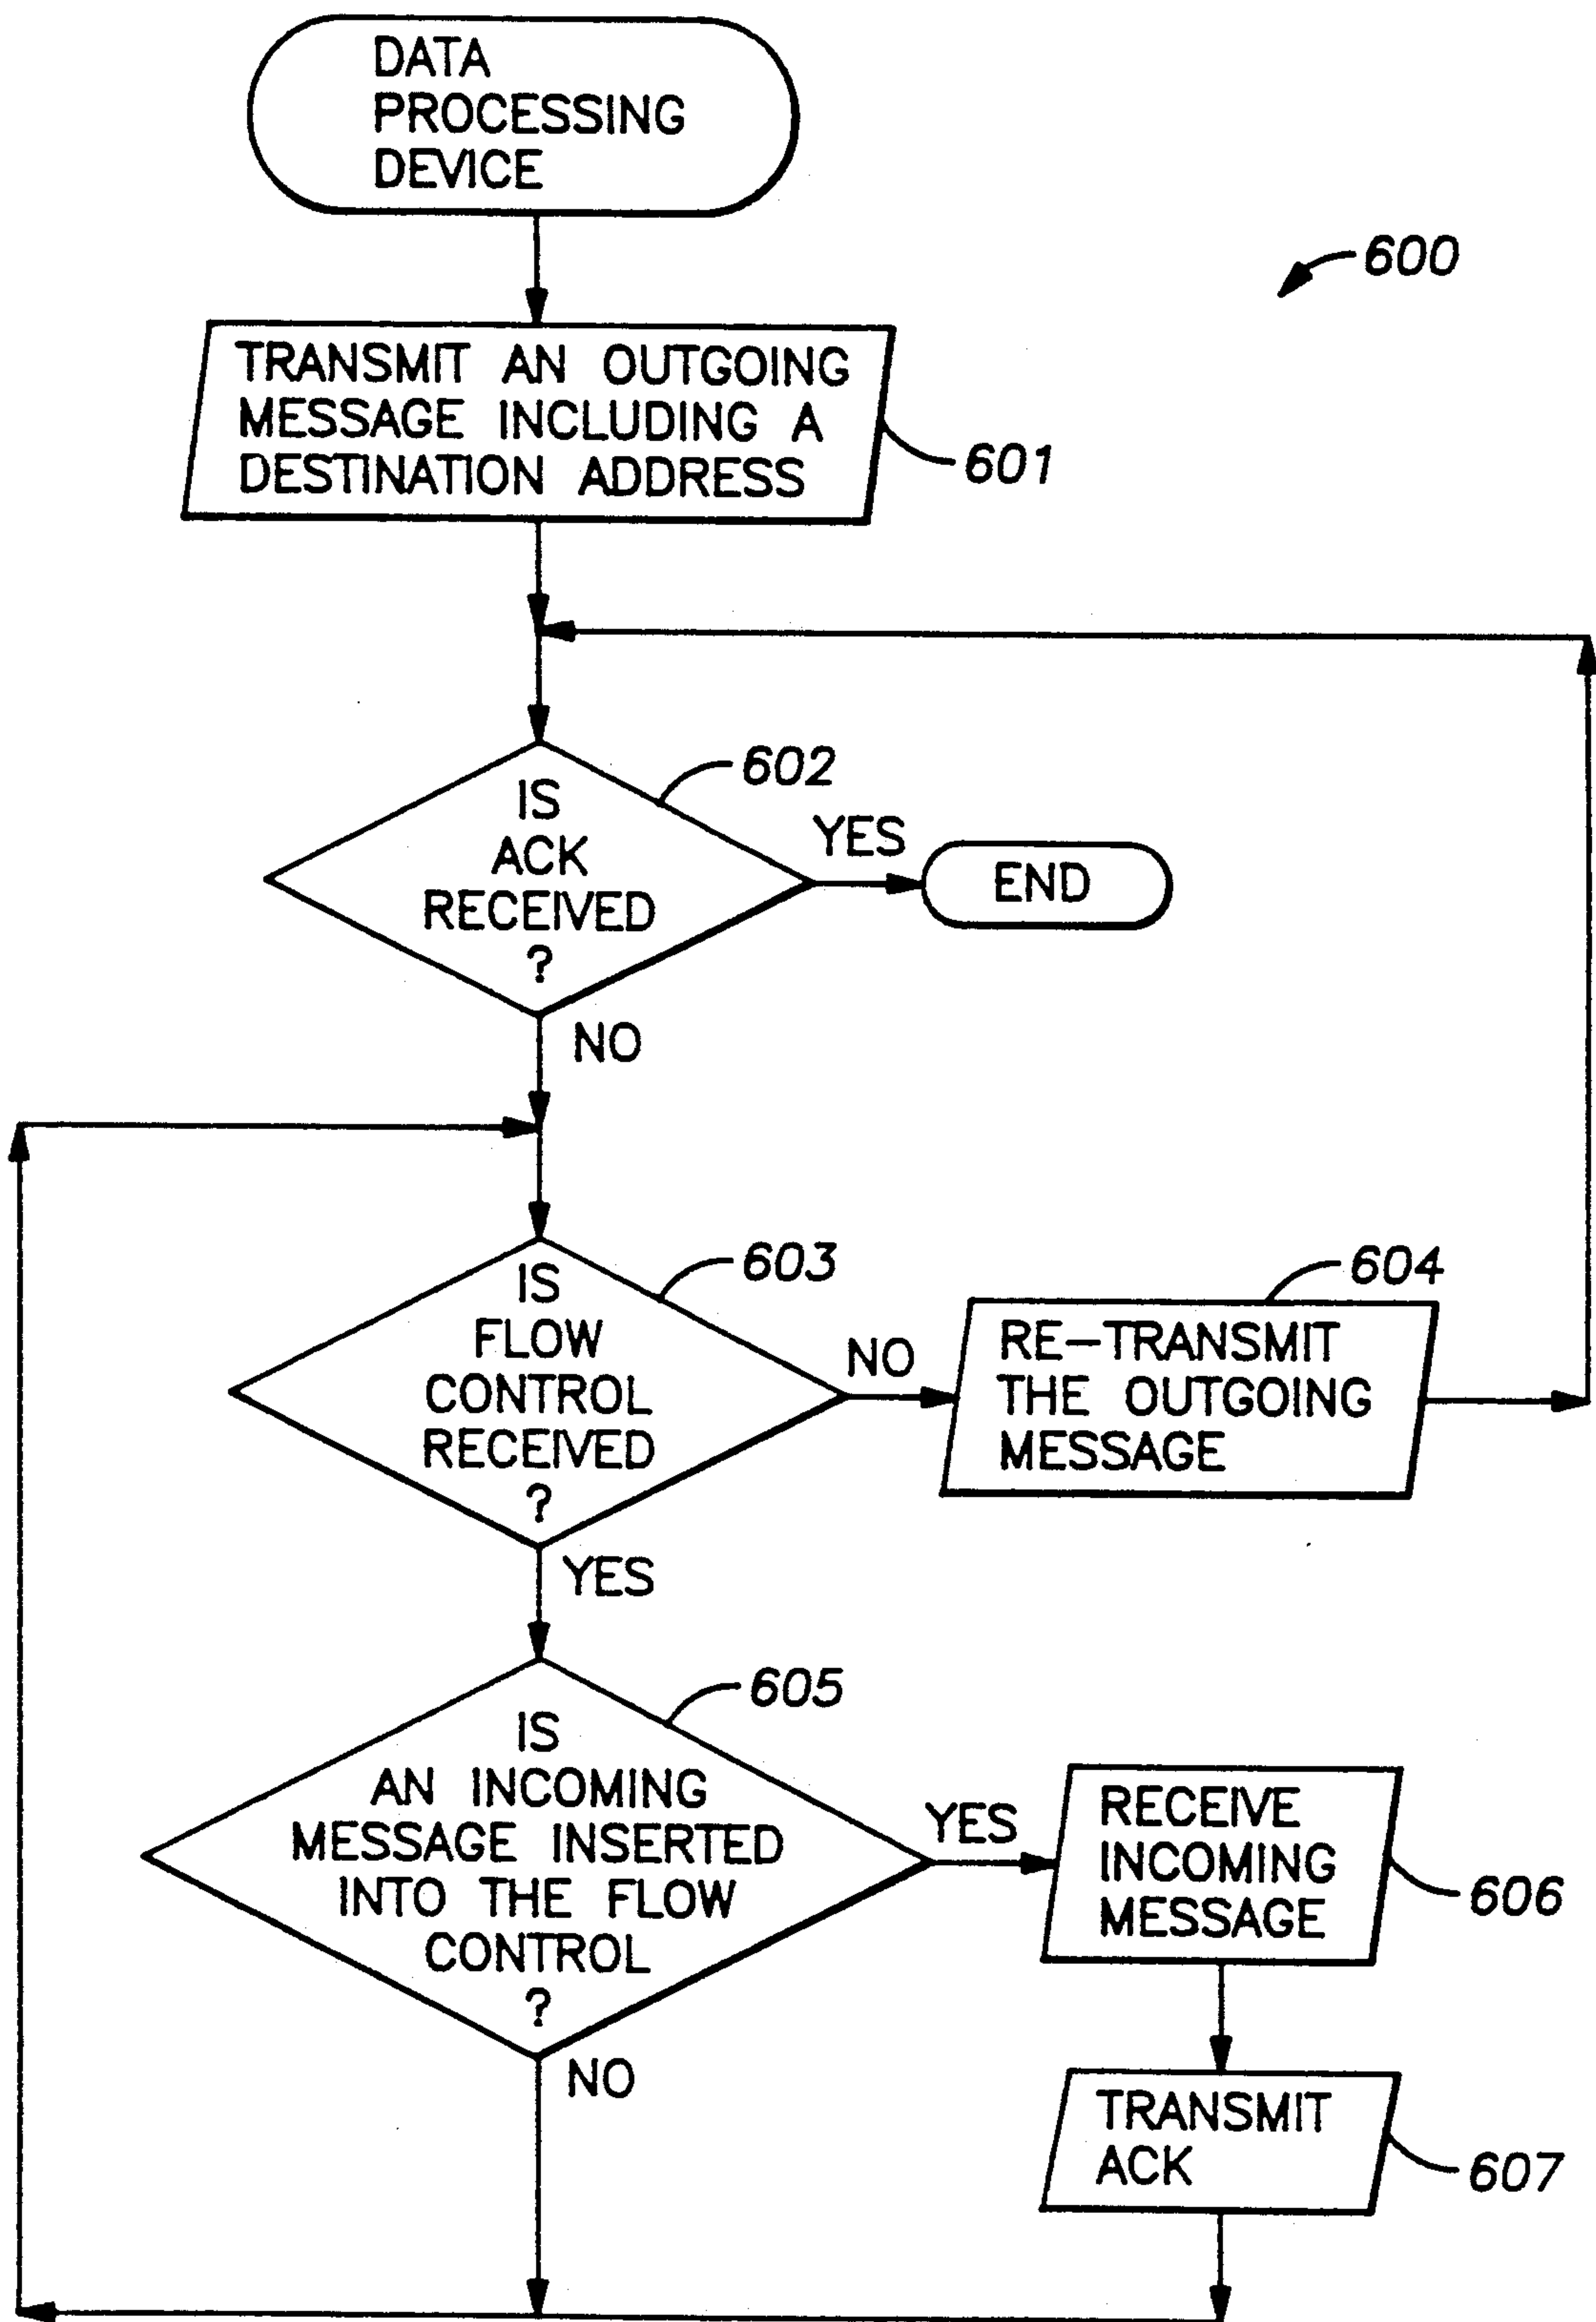 DATA
PROCESSING
DEVICE
600
TRANSMIT AN OUTGOING
MESSAGE INCLUDING A
DESTINATION ADDRESS
601
602
IS
ACK
RECEIVED
?
YES
END
NO
603
IS
FLOW
CONTROL
RECEIVED
?
NO
604
RE-TRANSMIT
THE OUTGOING
MESSAGE
YES
605
IS
AN INCOMING
MESSAGE INSERTED
INTO THE FLOW
CONTROL
?
YES
RECEIVE
INCOMING
MESSAGE
606
NO
TRANSMIT
ACK
607